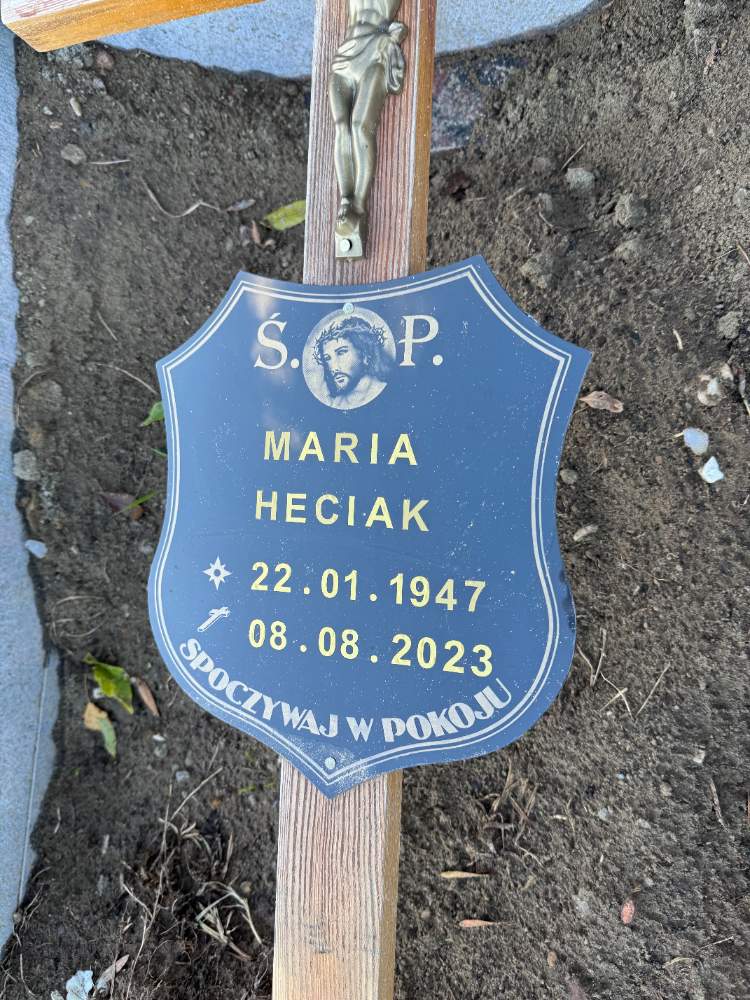 Ś. P.
MARIA
HECIAK
22.01.1947
08.08.2023
SPOCZYWAJ W POKOJU